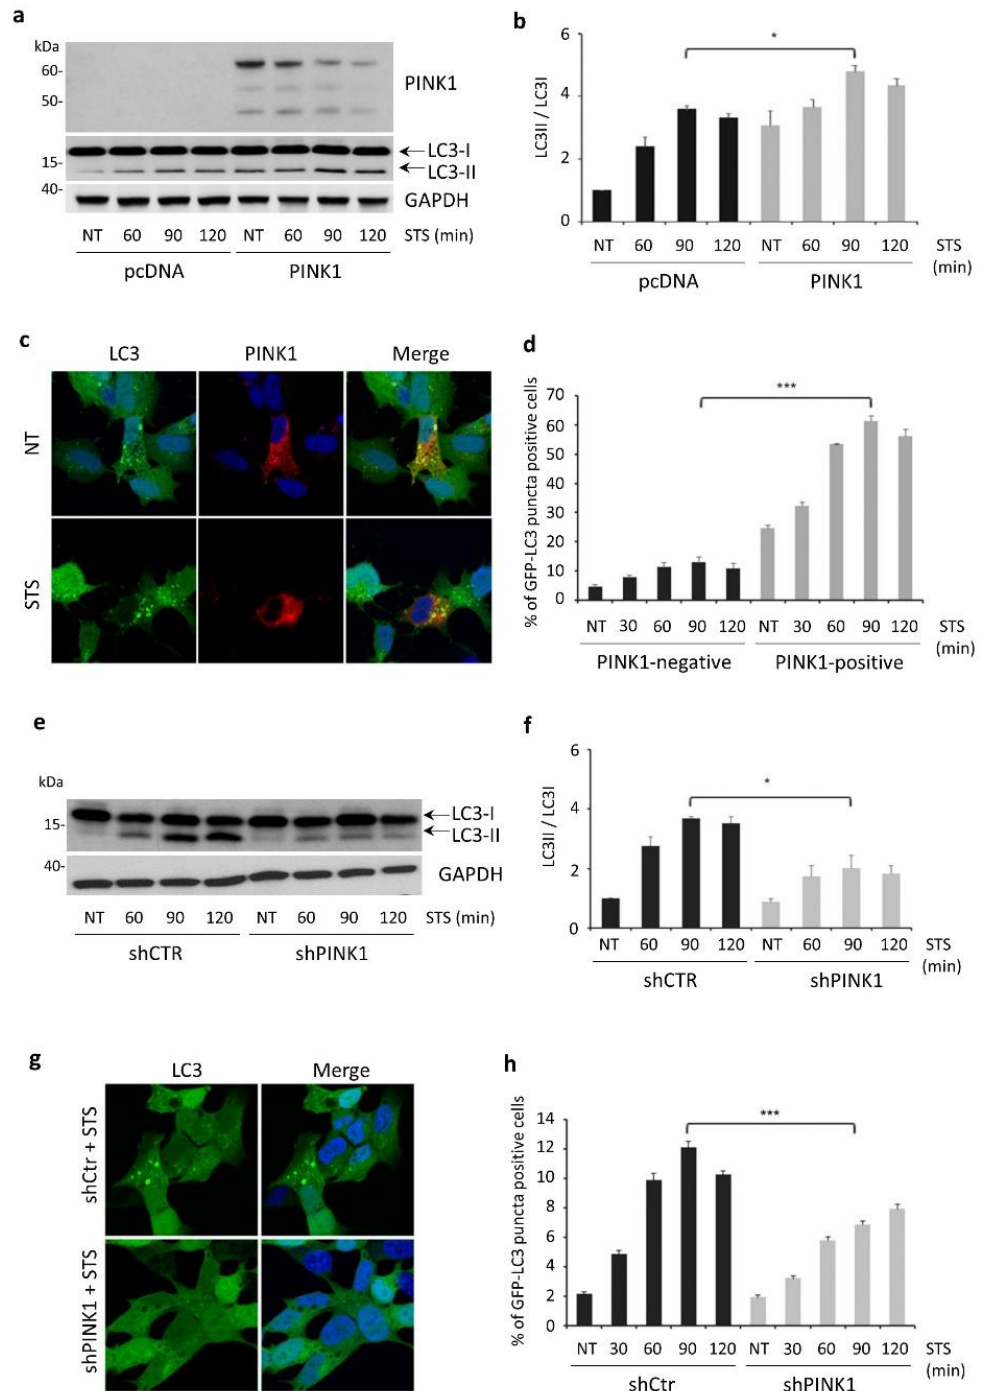 a
kDa
60-
50-
PINK1
15-
LC3-I
LC3-II
40-
GAPDH
NT 60 90 120 NT 60 90 120 STS (min)
pcDNA PINK1
b
LC3II / LC3I
6
4
2
0
*
NT 60 90 120 NT 60 90 120 STS
(min)
pcDNA PINK1
c
LC3 PINK1 Merge
NT
STS
d
% of GFP-LC3 puncta positive cells
70
60
50
40
30
20
10
0
***
NT 30 60 90 120 NT 30 60 90 120 STS
(min)
PINK1-negative PINK1-positive
e
kDa
15-
LC3-I
LC3-II
40-
GAPDH
NT 60 90 120 NT 60 90 120 STS (min)
shCTR shPINK1
f
LC3II / LC3I
6
4
2
0
*
NT 60 90 120 NT 60 90 120 STS
(min)
shCTR shPINK1
g
LC3 Merge
shCtr + STS
shPINK1 + STS
h
% of GFP-LC3 puncta positive cells
14
12
10
8
6
4
2
0
***
NT 30 60 90 120 NT 30 60 90 120 STS
(min)
shCtr shPINK1